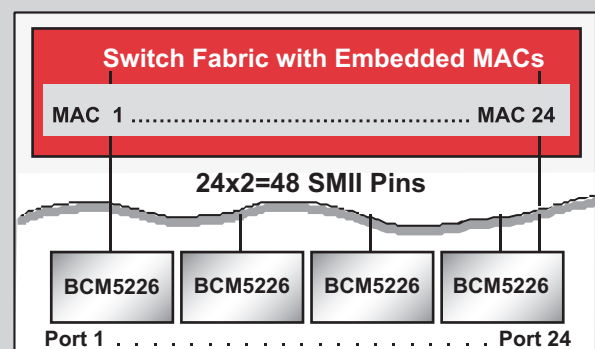 Switch Fabric with Embedded MACs
MAC 1 ................................................ MAC 24
24x2=48 SMII Pins
BCM5226 BCM5226 BCM5226 BCM5226
Port 1 . . . . . . . . . . . . . . . . . . . . Port 24